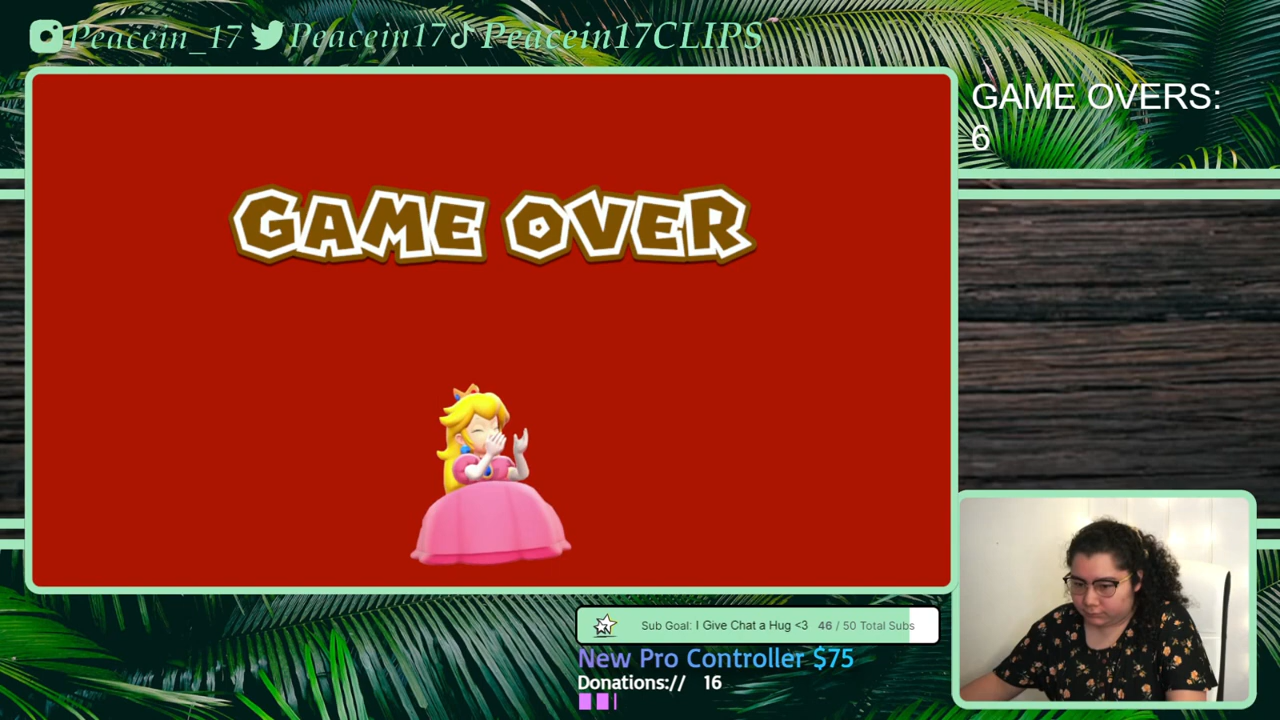 Peacein_17 Peacein17 Peacein17CLIPS
GAME OVERS:
6
GAME OVER
Sub Goal: I Give Chat a Hug <3 46 / 50 Total Subs
New Pro Controller $75
Donations:// 16